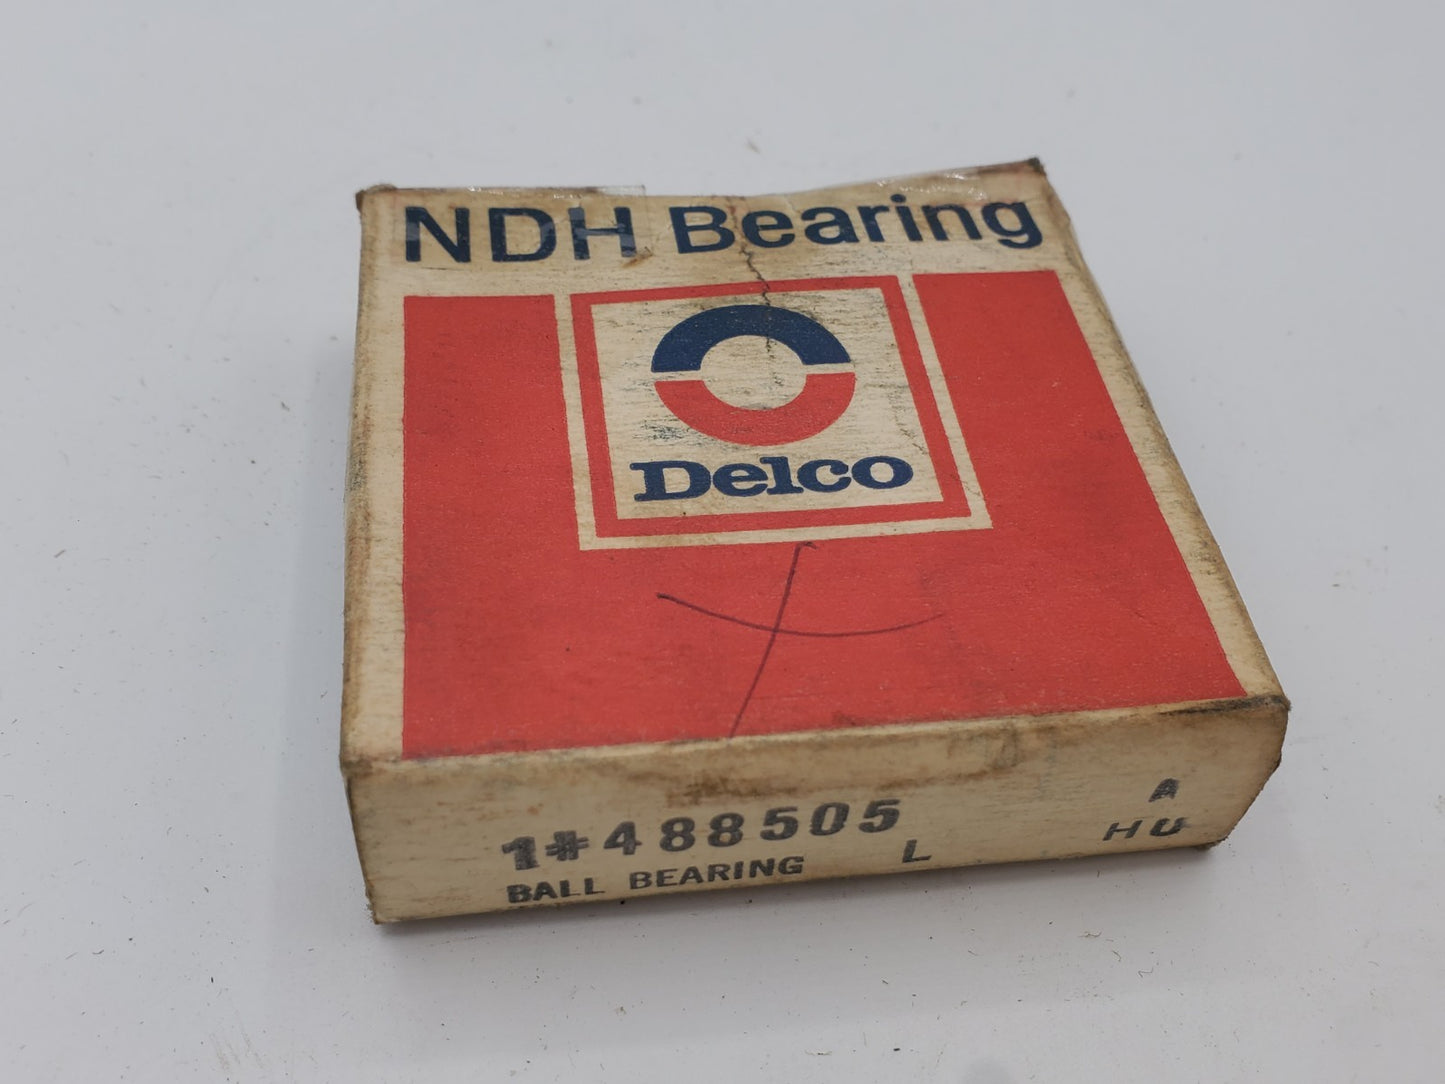 NDH Bearing
Delco
A
1#488505
BALL BEARING L HU